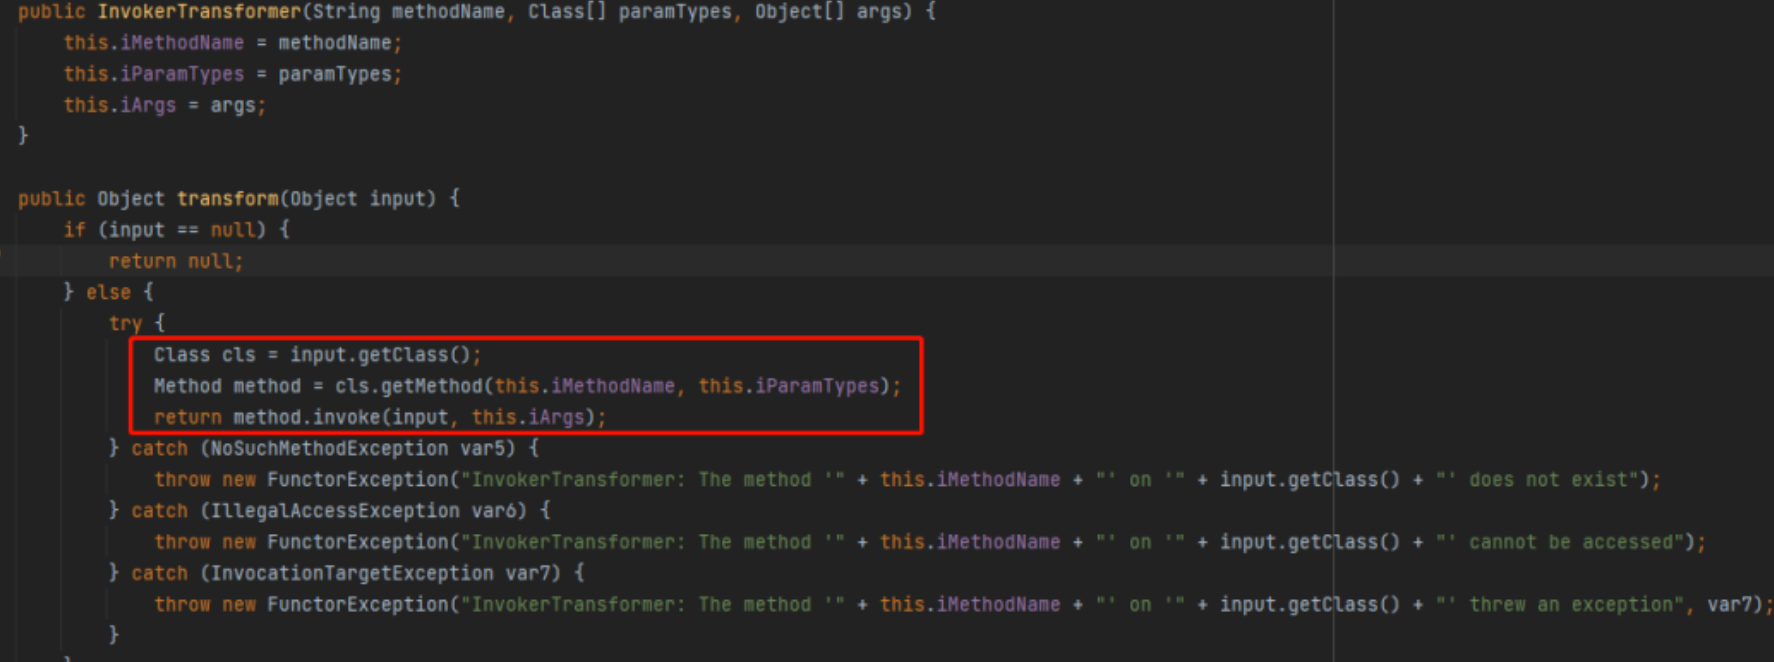 public InvokerTransformer(String methodName, Class[] paramTypes, Object[] args) {
this.iMethodName = methodName;
this.iParamTypes = paramTypes;
this.iArgs = args;
}
public Object transform(Object input) {
if (input == null) {
return null;
} else {
try {
Class cls = input.getClass();
Method method = cls.getMethod(this.iMethodName, this.iParamTypes);
return method.invoke(input, this.iArgs);
} catch (NoSuchMethodException var5) {
throw new FunctorException("InvokerTransformer: The method '" + this.iMethodName + "' on '" + input.getClass() + "' does not exist");
} catch (IllegalAccessException var6) {
throw new FunctorException("InvokerTransformer: The method '" + this.iMethodName + "' on '" + input.getClass() + "' cannot be accessed");
} catch (InvocationTargetException var7) {
throw new FunctorException("InvokerTransformer: The method '" + this.iMethodName + "' on '" + input.getClass() + "' threw an exception", var7);
}